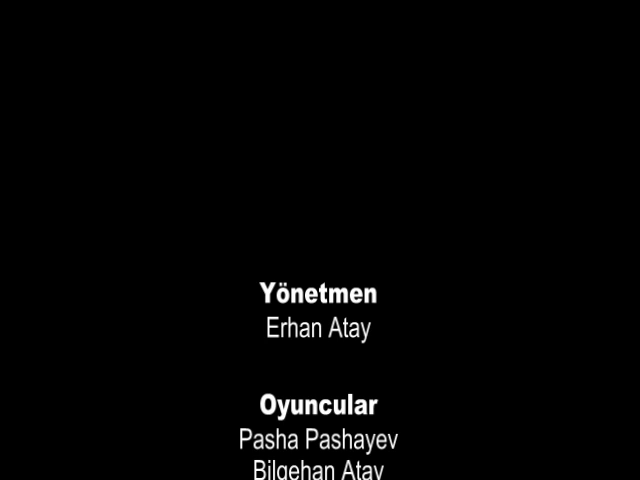 Yönetmen
Erhan Atay
Oyuncular
Pasha Pashayev
Bilgehan Atay